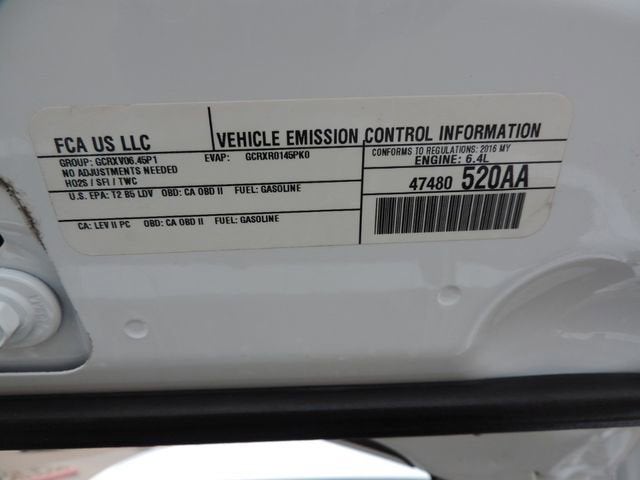 FCA US LLC
VEHICLE EMISSION CONTROL INFORMATION
GROUP: GCRXV06.45P1 EVAP: GCRXR0145PK0
NO ADJUSTMENTS NEEDED
HO2S / SFI / TWC
CONFORMS TO REGULATIONS: 2016 MY
ENGINE: 6.4L
U.S. EPA: T2 B5 LDV OBD: CA OBD II FUEL: GASOLINE
47480 520AA
CA: LEV II PC OBD: CA OBD II FUEL: GASOLINE